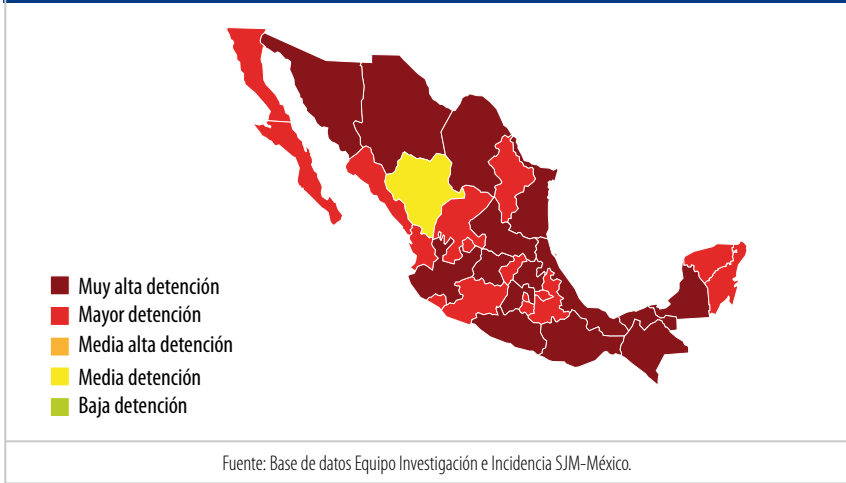 Muy alta detención
Mayor detención
Media alta detención
Media detención
Baja detención
Fuente: Base de datos Equipo Investigación e Incidencia SJM-México.